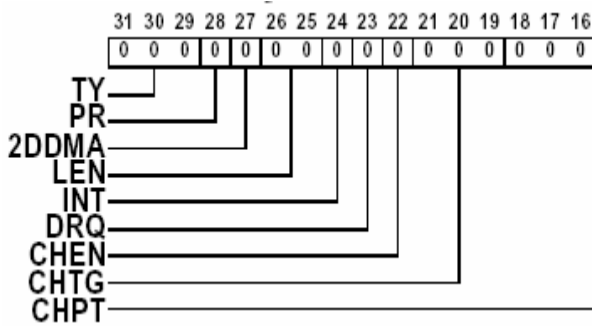 31 30 29 28 27 26 25 24 23 22 21 20 19 18 17 16
0 0 0 0 0 0 0 0 0 0 0 0 0 0 0 0
TY
PR
2DDMA
LEN
INT
DRQ
CHEN
CHTG
CHPT